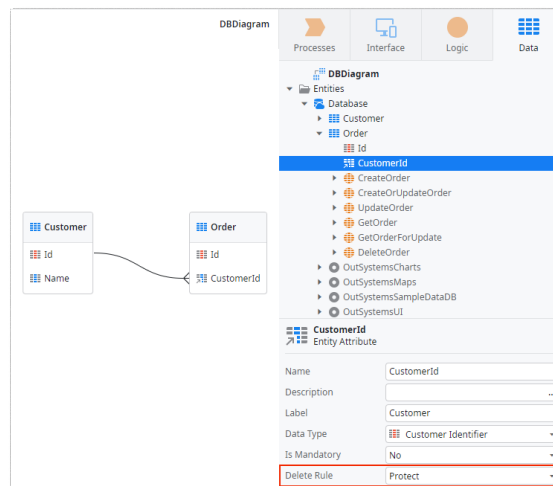 DBDiagram
Customer
Id
Name
Order
Id
CustomerId
Processes
Interface
Logic
Data
DBDiagram
Entities
Database
Customer
Order
Id
CustomerId
CreateOrder
CreateOrUpdateOrder
UpdateOrder
GetOrder
GetOrderForUpdate
DeleteOrder
OutSystemsCharts
OutSystemsMaps
OutSystemsSampleDataDB
OutSystemsUI
CustomerId
Entity Attribute
Name CustomerId
Description ...
Label Customer
Data Type Customer Identifier
Is Mandatory No
Delete Rule Protect